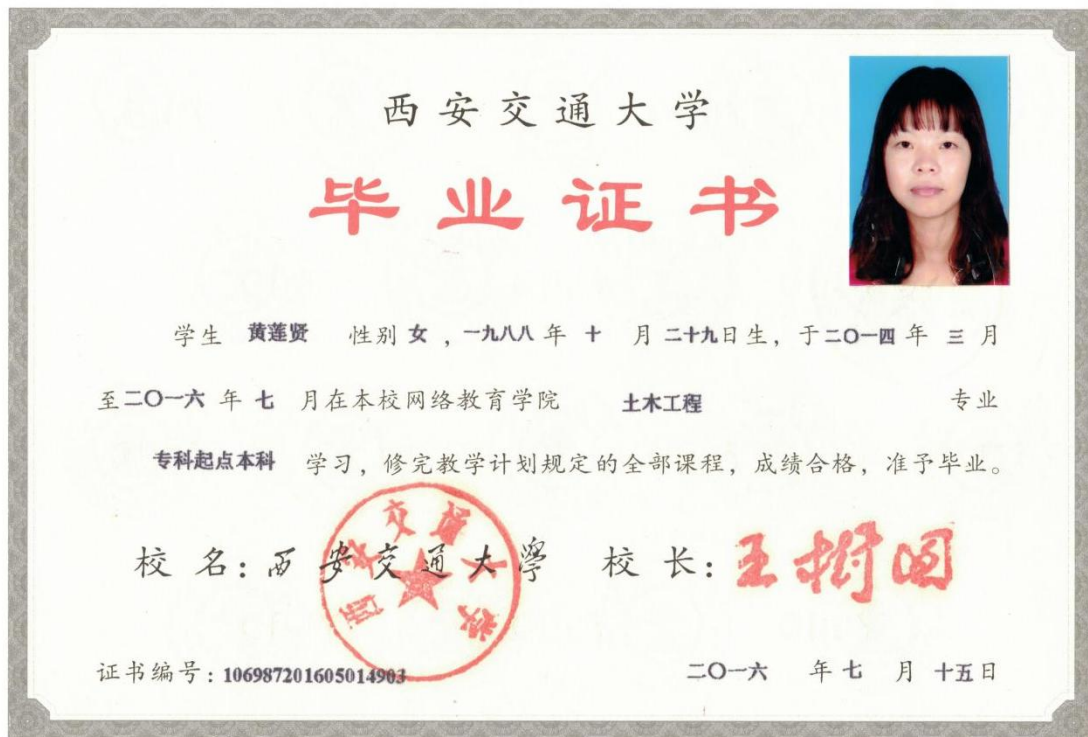 西安交通大学
毕业证书
学生 黄莲贤 性别 女 ，一九八八 年 十 月 二十九日生，于二〇一四 年 三 月
至二〇一六 年 七 月在本校网络教育学院 土木工程 专业
专科起点本科 学习，修完教学计划规定的全部课程，成绩合格，准予毕业。
校 名：西安交通大學 校 长：王樹国
证书编号：106987201605014903 二〇一六 年 七 月 十五日